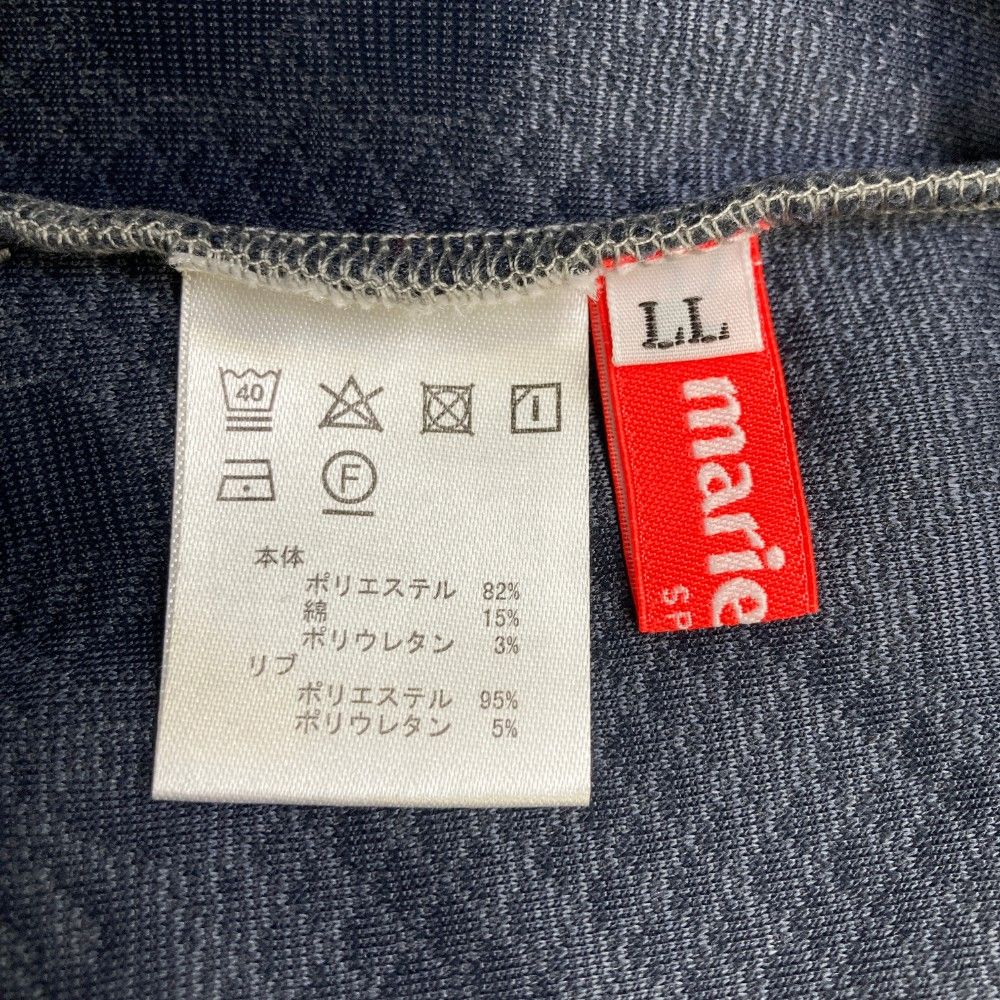 40
F
本体
ポリエステル 82%
綿 15%
ポリウレタン 3%
リブ
ポリエステル 95%
ポリウレタン 5%
LL
marie
SP